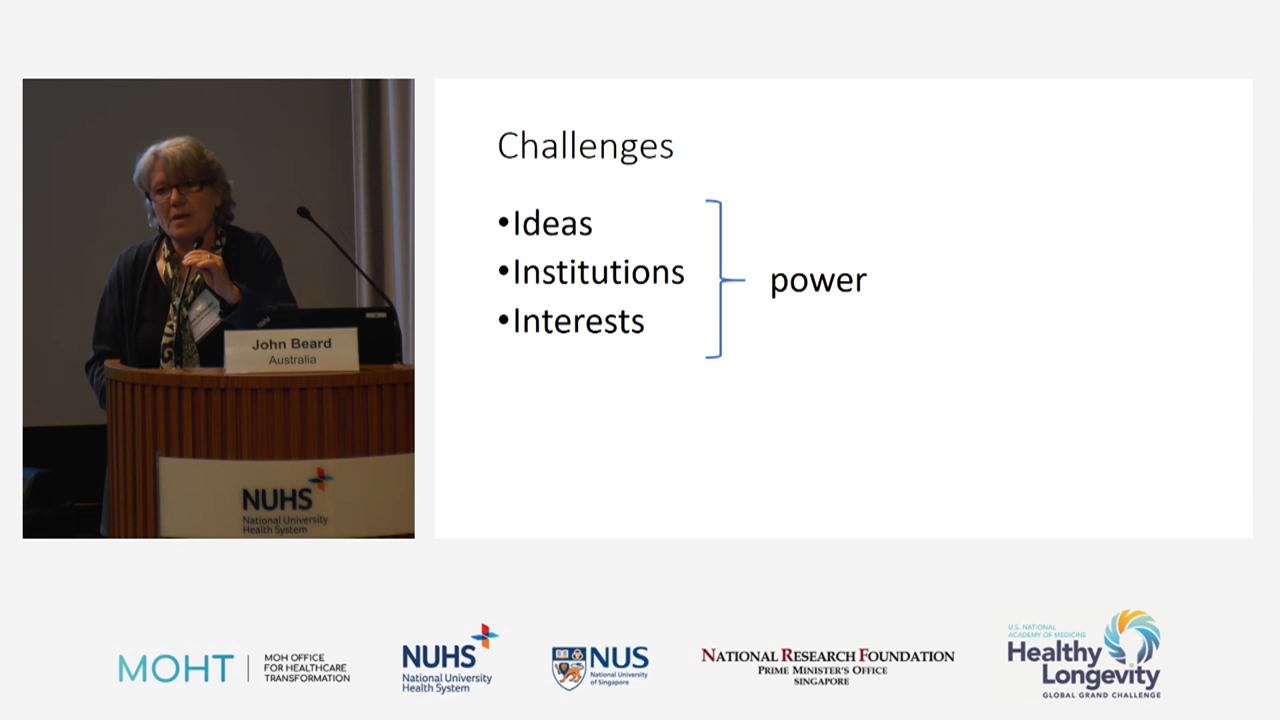 Challenges
•Ideas
•Institutions
•Interests
power
John Beard
Australia
NUHS
National University
Health System
MOHT
MOH OFFICE
FOR HEALTHCARE
TRANSFORMATION
NUHS
National University
Health System
NUS
National University
of Singapore
NATIONAL RESEARCH FOUNDATION
PRIME MINISTER'S OFFICE
SINGAPORE
U.S. NATIONAL
ACADEMY OF MEDICINE
Healthy
Longevity
GLOBAL GRAND CHALLENGE